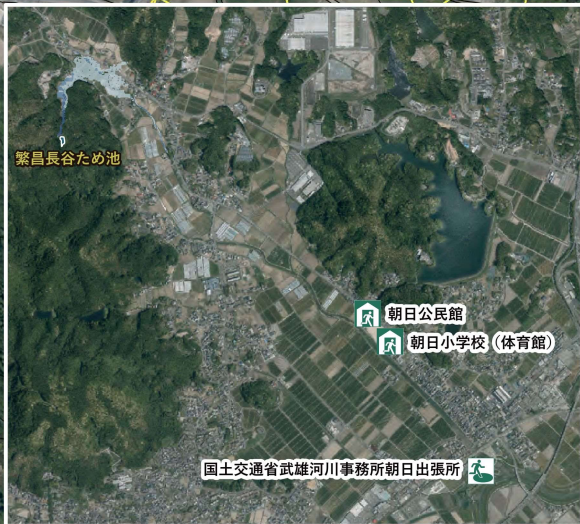 繁昌長谷ため池
朝日公民館
朝日小学校（体育館）
国土交通省武雄河川事務所朝日出張所